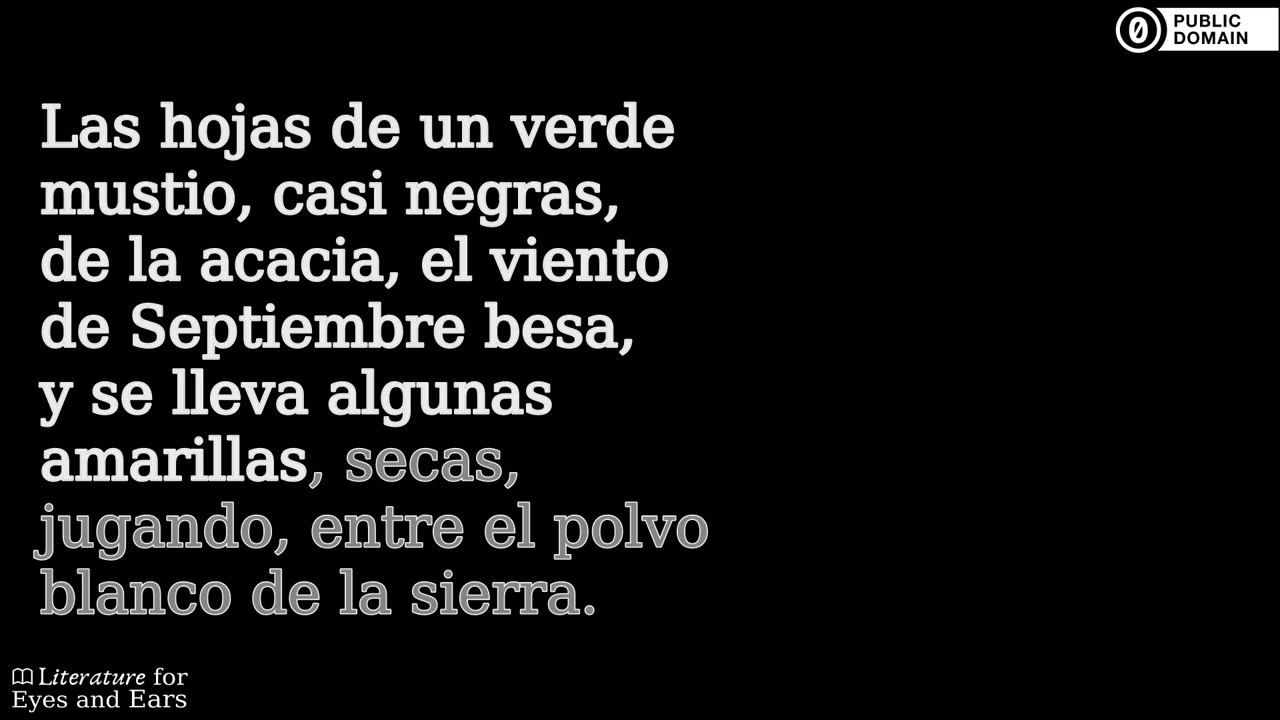 PUBLIC
DOMAIN
Las hojas de un verde
mustio, casi negras,
de la acacia, el viento
de Septiembre besa,
y se lleva algunas
amarillas, secas,
jugando, entre el polvo
blanco de la sierra.
Literature for
Eyes and Ears